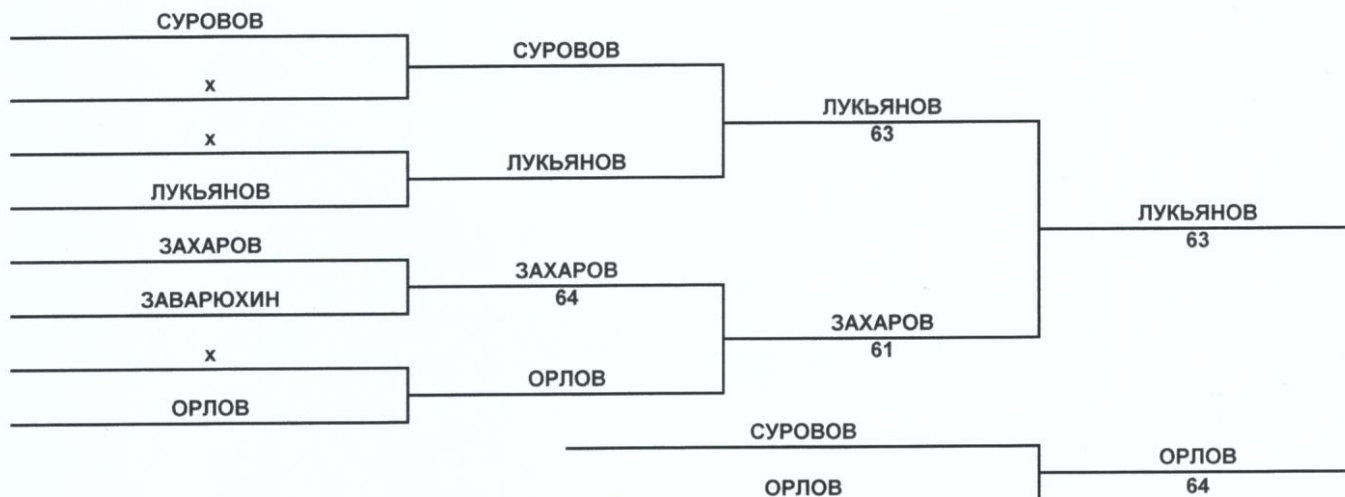 СУРОВОВ
х
х
ЛУКЬЯНОВ
ЗАХАРОВ
ЗАВАРЮХИН
х
ОРЛОВ
СУРОВОВ
ЛУКЬЯНОВ
ЗАХАРОВ
64
ОРЛОВ
ЛУКЬЯНОВ
63
ЗАХАРОВ
61
ЛУКЬЯНОВ
63
СУРОВОВ
ОРЛОВ
ОРЛОВ
64